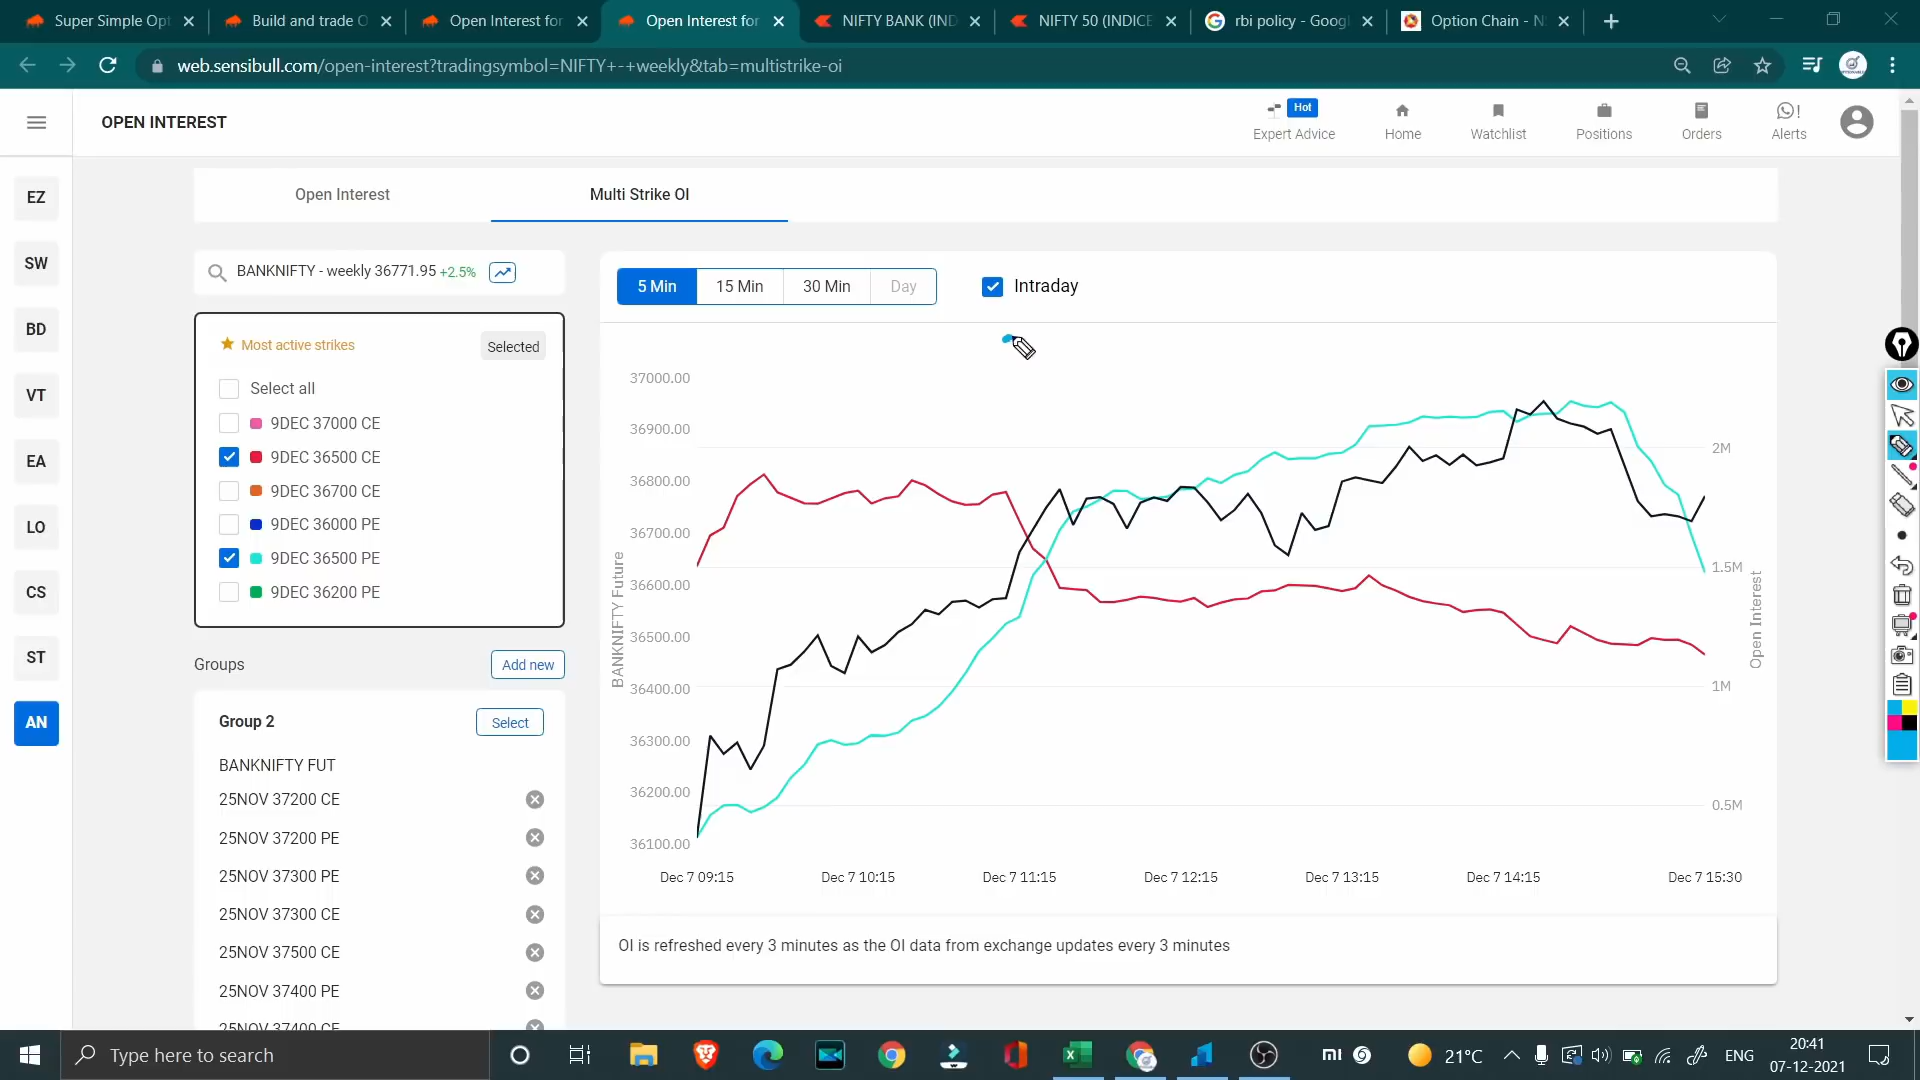 Super Simple Opt
Build and trade O
Open Interest for
Open Interest for
NIFTY BANK (IND
NIFTY 50 (INDICE
rbi policy - Googl
Option Chain - N
web.sensibull.com/open-interest?tradingsymbol=NIFTY+-+weekly&tab=multistrike-oi
OPEN INTEREST
Hot
Expert Advice
Home
Watchlist
Positions
Orders
Alerts
EZ
SW
BD
VT
EA
LO
CS
ST
AN
Open Interest
Multi Strike OI
BANKNIFTY - weekly 36771.95 +2.5%
Most active strikes
Selected
Select all
9DEC 37000 CE
9DEC 36500 CE
9DEC 36700 CE
9DEC 36000 PE
9DEC 36500 PE
9DEC 36200 PE
Groups
Add new
Group 2
Select
BANKNIFTY FUT
25NOV 37200 CE
25NOV 37200 PE
25NOV 37300 PE
25NOV 37300 CE
25NOV 37500 CE
25NOV 37400 PE
25NOV 37400 CE
5 Min
15 Min
30 Min
Day
Intraday
37000.00
36900.00
36800.00
36700.00
36600.00
36500.00
36400.00
36300.00
36200.00
36100.00
BANKNIFTY Future
2M
1.5M
1M
0.5M
Open Interest
Dec 7 09:15
Dec 7 10:15
Dec 7 11:15
Dec 7 12:15
Dec 7 13:15
Dec 7 14:15
Dec 7 15:30
OI is refreshed every 3 minutes as the OI data from exchange updates every 3 minutes
Type here to search
mi
21°C
ENG
20:41
07-12-2021